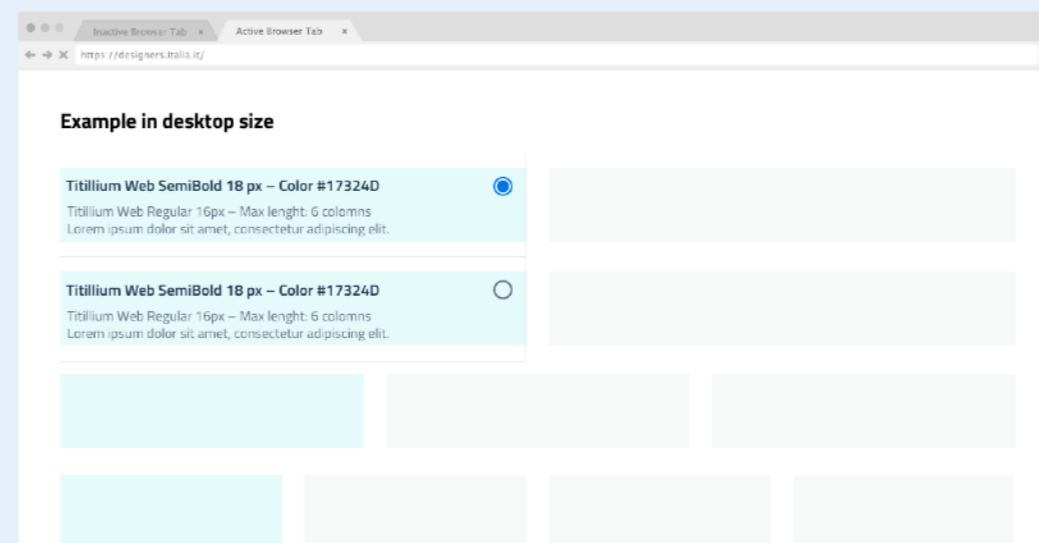 Inactive Browser Tab ×
Active Browser Tab ×
https://designers.italia.it/
Example in desktop size
Titillium Web SemiBold 18 px – Color #17324D
Titillium Web Regular 16px – Max lenght: 6 colomns
Lorem ipsum dolor sit amet, consectetur adipiscing elit.
Titillium Web SemiBold 18 px – Color #17324D
Titillium Web Regular 16px – Max lenght: 6 colomns
Lorem ipsum dolor sit amet, consectetur adipiscing elit.